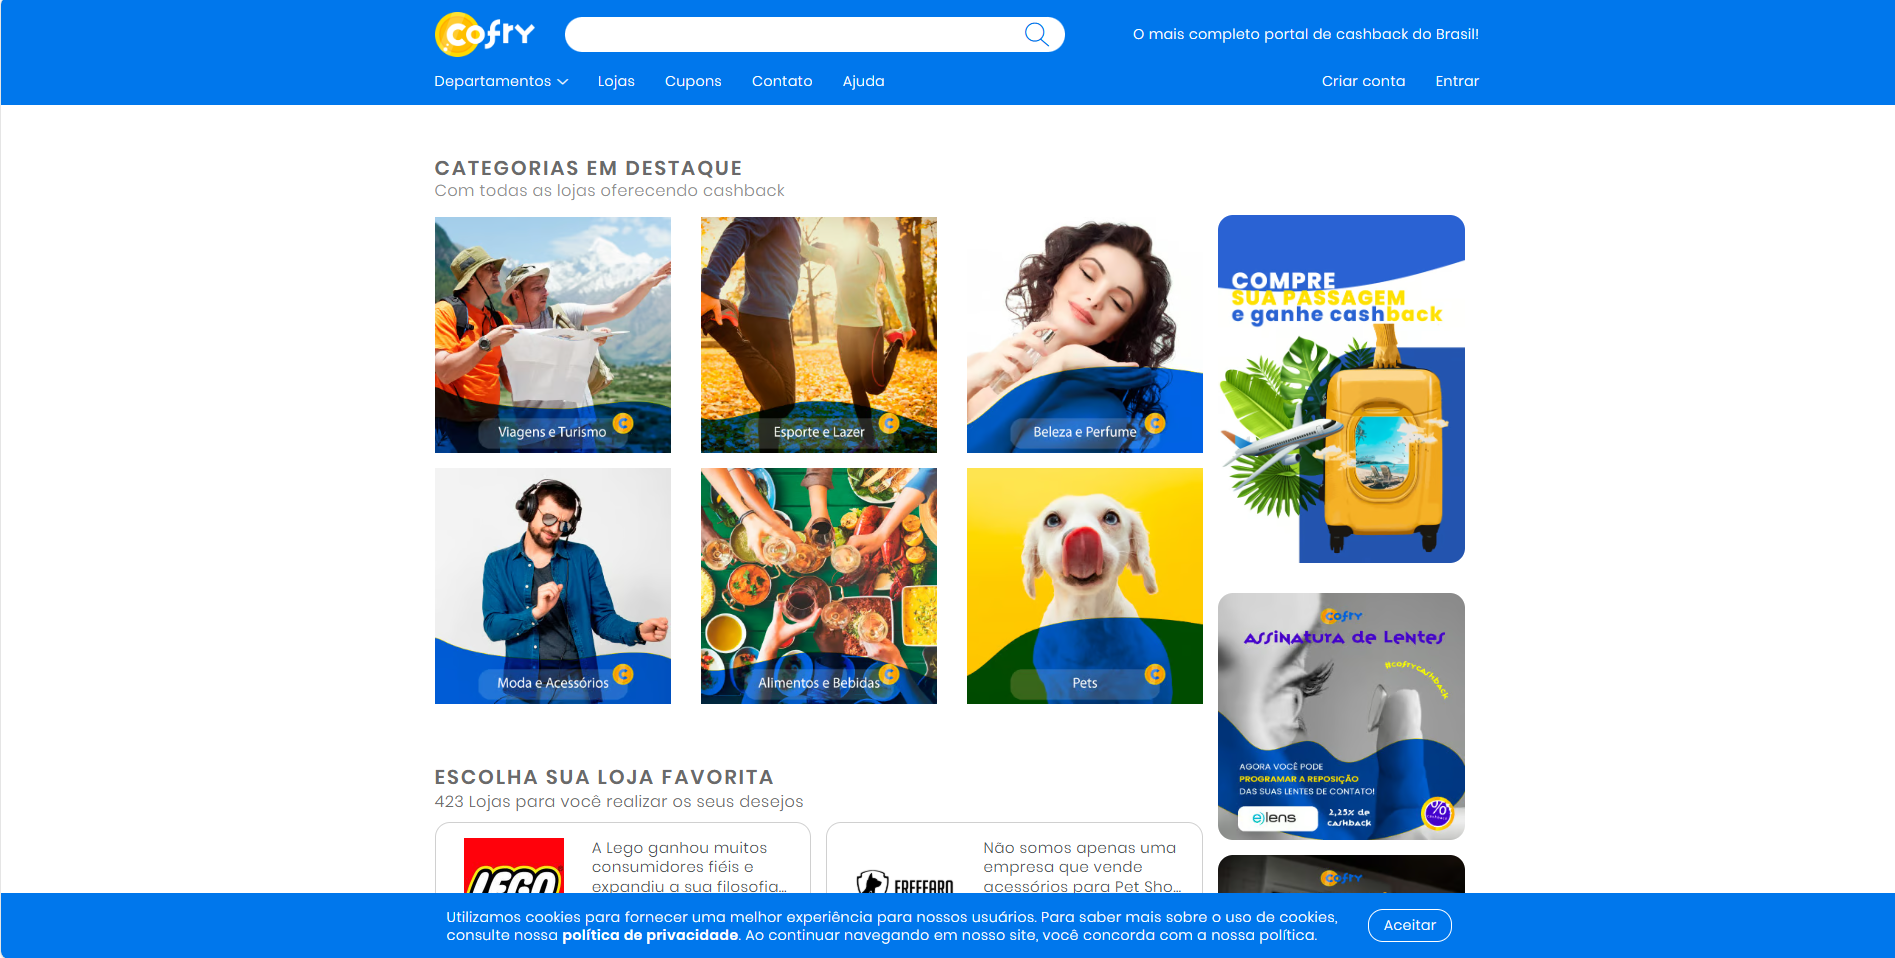 Cofry
O mais completo portal de cashback do Brasil!
Departamentos
Lojas
Cupons
Contato
Ajuda
Criar conta
Entrar
CATEGORIAS EM DESTAQUE
Com todas as lojas oferecendo cashback
Viagens e Turismo
Esporte e Lazer
Beleza e Perfume
Moda e Acessórios
Alimentos e Bebidas
Pets
COMPRE
SUA PASSAGEM
e ganhe cashback
cofry
Assinatura de Lentes
#cofrycashback
AGORA VOCÊ PODE
PROGRAMAR A REPOSIÇÃO
DAS SUAS LENTES DE CONTATO!
e)lens
2,25% de
cashback
cofry
ESCOLHA SUA LOJA FAVORITA
423 Lojas para você realizar os seus desejos
LEGO
A Lego ganhou muitos
consumidores fiéis e
expandiu a sua filosofia...
FREEFARO
Não somos apenas uma
empresa que vende
acessórios para Pet Sho...
Utilizamos cookies para fornecer uma melhor experiência para nossos usuários. Para saber mais sobre o uso de cookies,
consulte nossa política de privacidade. Ao continuar navegando em nosso site, você concorda com a nossa política.
Aceitar